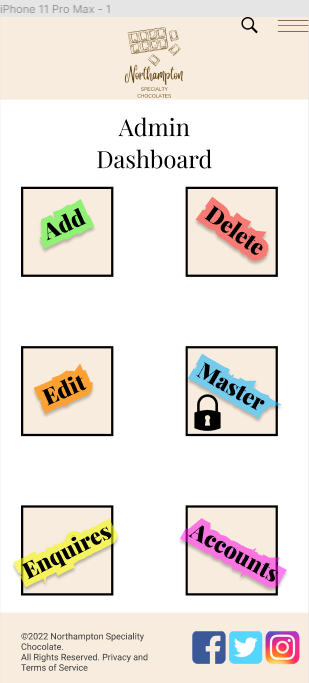 iPhone 11 Pro Max - 1
Northampton
SPECIALTY
CHOCOLATES
Admin
Dashboard
Add
Delete
Edit
Master
Enquires
Accounts
©2022 Northampton Speciality
Chocolate.
All Rights Reserved. Privacy and
Terms of Service